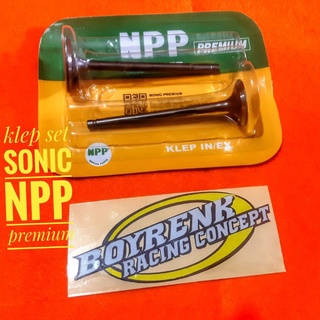 NPP
PREMIUM
SONIC PREMIUM
NPP
KLEP IN/EX
klep set
SONIC
NPP
premium
BOYRENK
RACING CONCEPT